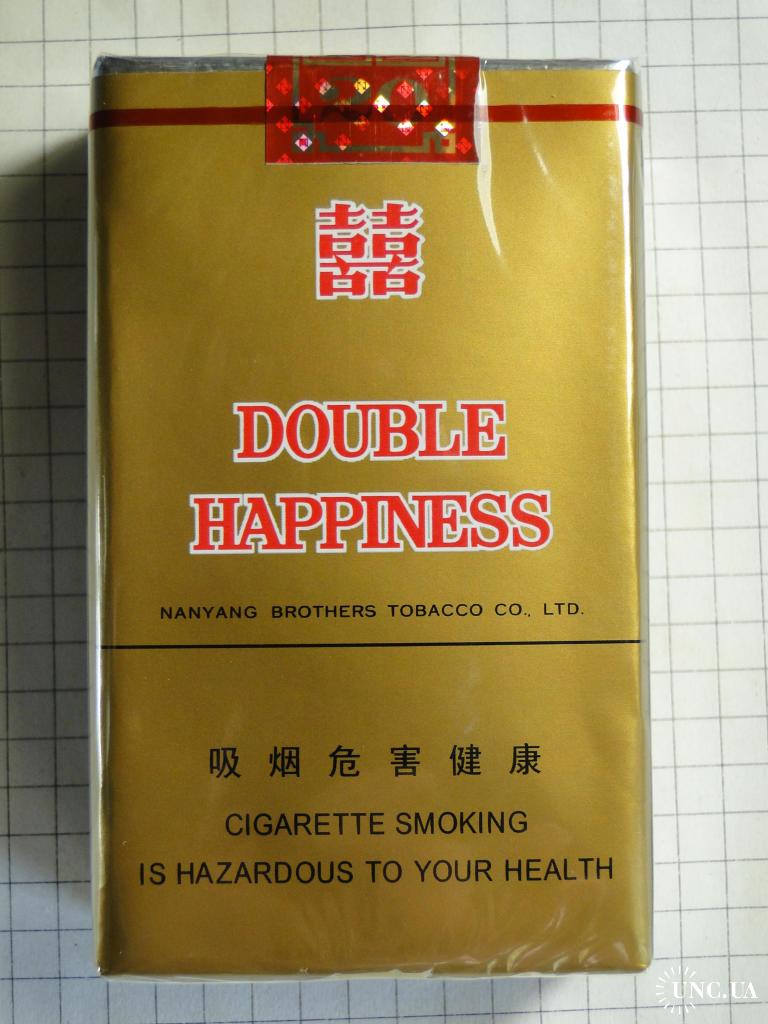 囍
DOUBLE
HAPPINESS
NANYANG BROTHERS TOBACCO CO., LTD.
吸烟危害健康
CIGARETTE SMOKING
IS HAZARDOUS TO YOUR HEALTH
UNC.UA